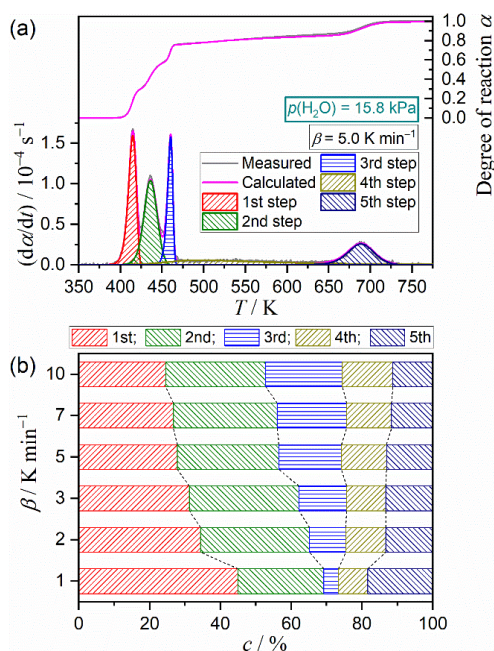 (a)
1.0
0.8
0.6
0.4
0.2
0.0
Degree of reaction α
p(H₂O) = 15.8 kPa
β = 5.0 K min⁻¹
Measured
Calculated
1st step
2nd step
3rd step
4th step
5th step
(dα/dt) / 10⁻⁴ s⁻¹
1.5
1.0
0.5
0.0
350 400 450 500 550 600 650 700 750
T / K
1st; 2nd; 3rd; 4th; 5th
(b)
β / K min⁻¹
10
7
5
3
2
1
0 20 40 60 80 100
c / %